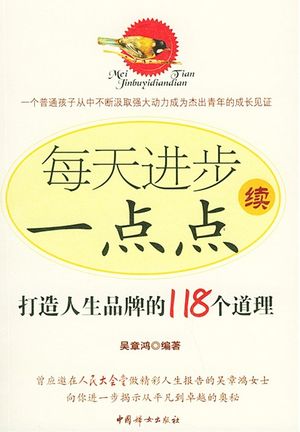 Mei Tian
Jinbuyidiandian
一个普通孩子从中不断汲取强大动力成为杰出青年的成长见证
每天进步
一点点
续
打造人生品牌的118个道理
吴章鸿◎编著
曾应邀在人民大会堂做精彩人生报告的吴章鸿女士
向你进一步揭示从平凡到卓越的奥秘
中国妇女出版社